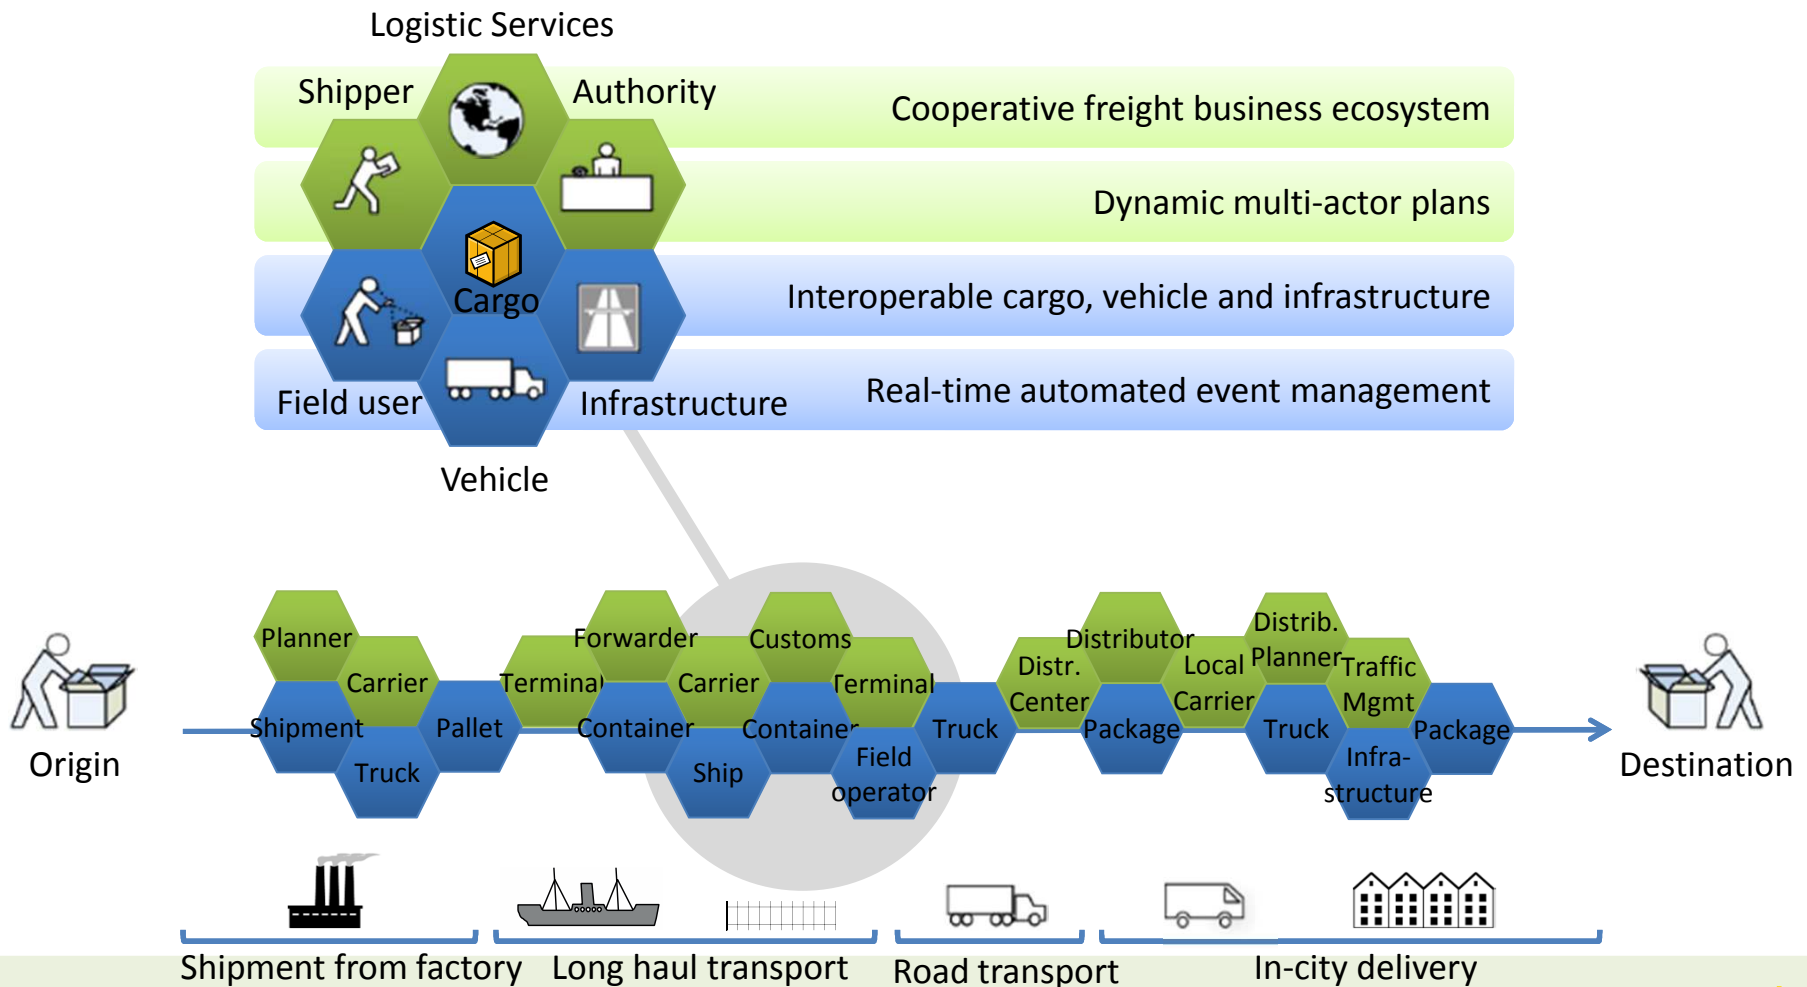 Logistic Services
Shipper
Authority
Cooperative freight business ecosystem
Dynamic multi-actor plans
Cargo
Interoperable cargo, vehicle and infrastructure
Field user
Infrastructure
Real-time automated event management
Vehicle
Origin
Planner
Carrier
Shipment
Truck
Pallet
Terminal
Forwarder
Container
Carrier
Ship
Customs
Container
Terminal
Field
operator
Truck
Distr.
Center
Distributor
Package
Local
Carrier
Distrib.
Planner
Truck
Traffic
Mgmt
Infra-
structure
Package
Destination
Shipment from factory
Long haul transport
Road transport
In-city delivery